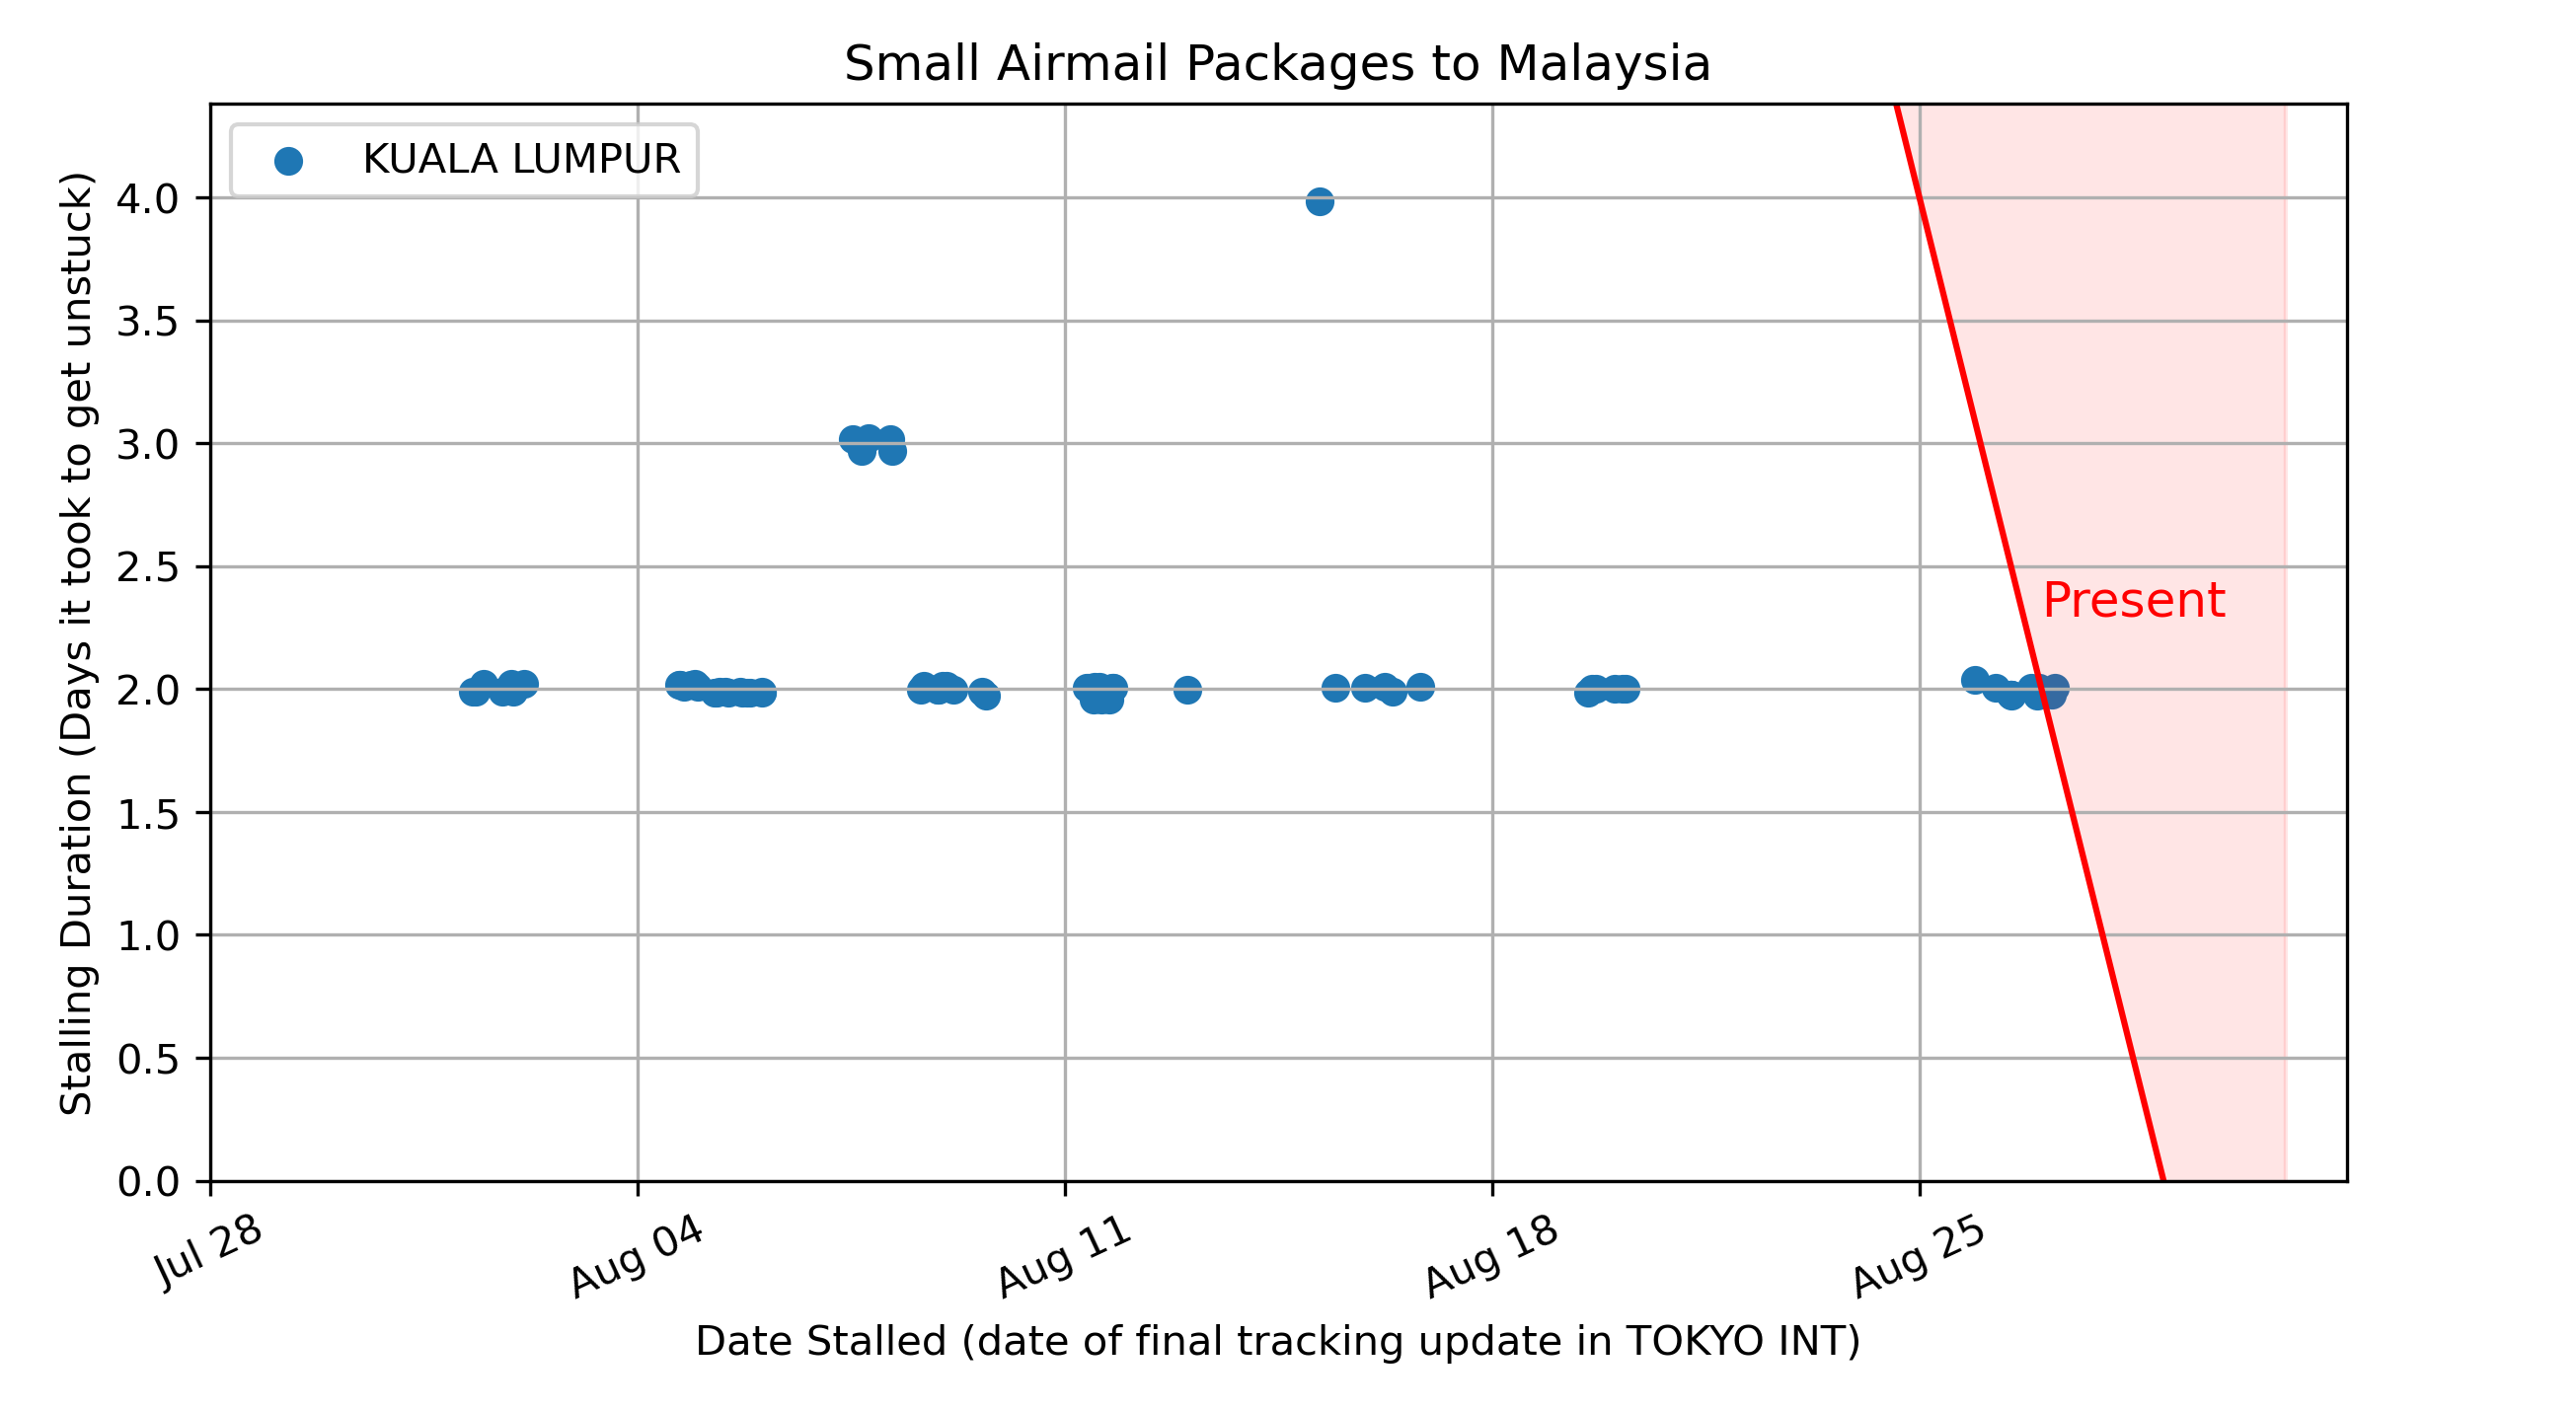 Small Airmail Packages to Malaysia
KUALA LUMPUR
Stalling Duration (Days it took to get unstuck)
4.0
3.5
3.0
2.5
2.0
1.5
1.0
0.5
0.0
Present
Jul 28
Aug 04
Aug 11
Aug 18
Aug 25
Date Stalled (date of final tracking update in TOKYO INT)